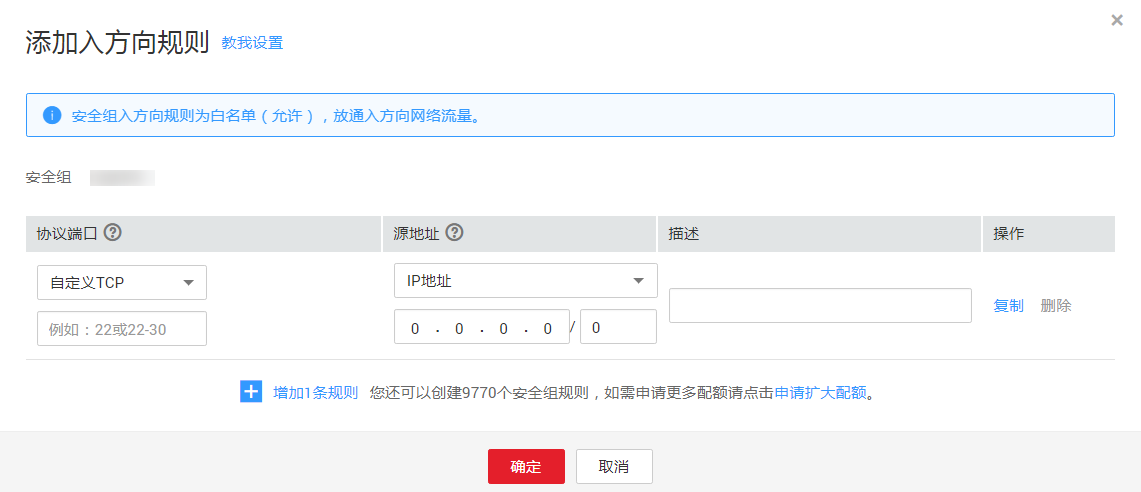 添加入方向规则 教我设置
安全组入方向规则为白名单（允许），放通入方向网络流量。
安全组
协议端口 源地址 描述 操作
自定义TCP IP地址
例如：22或22-30 0 . 0 . 0 . 0 / 0 复制 删除
增加1条规则 您还可以创建9770个安全组规则，如需申请更多配额请点击申请扩大配额。
确定 取消